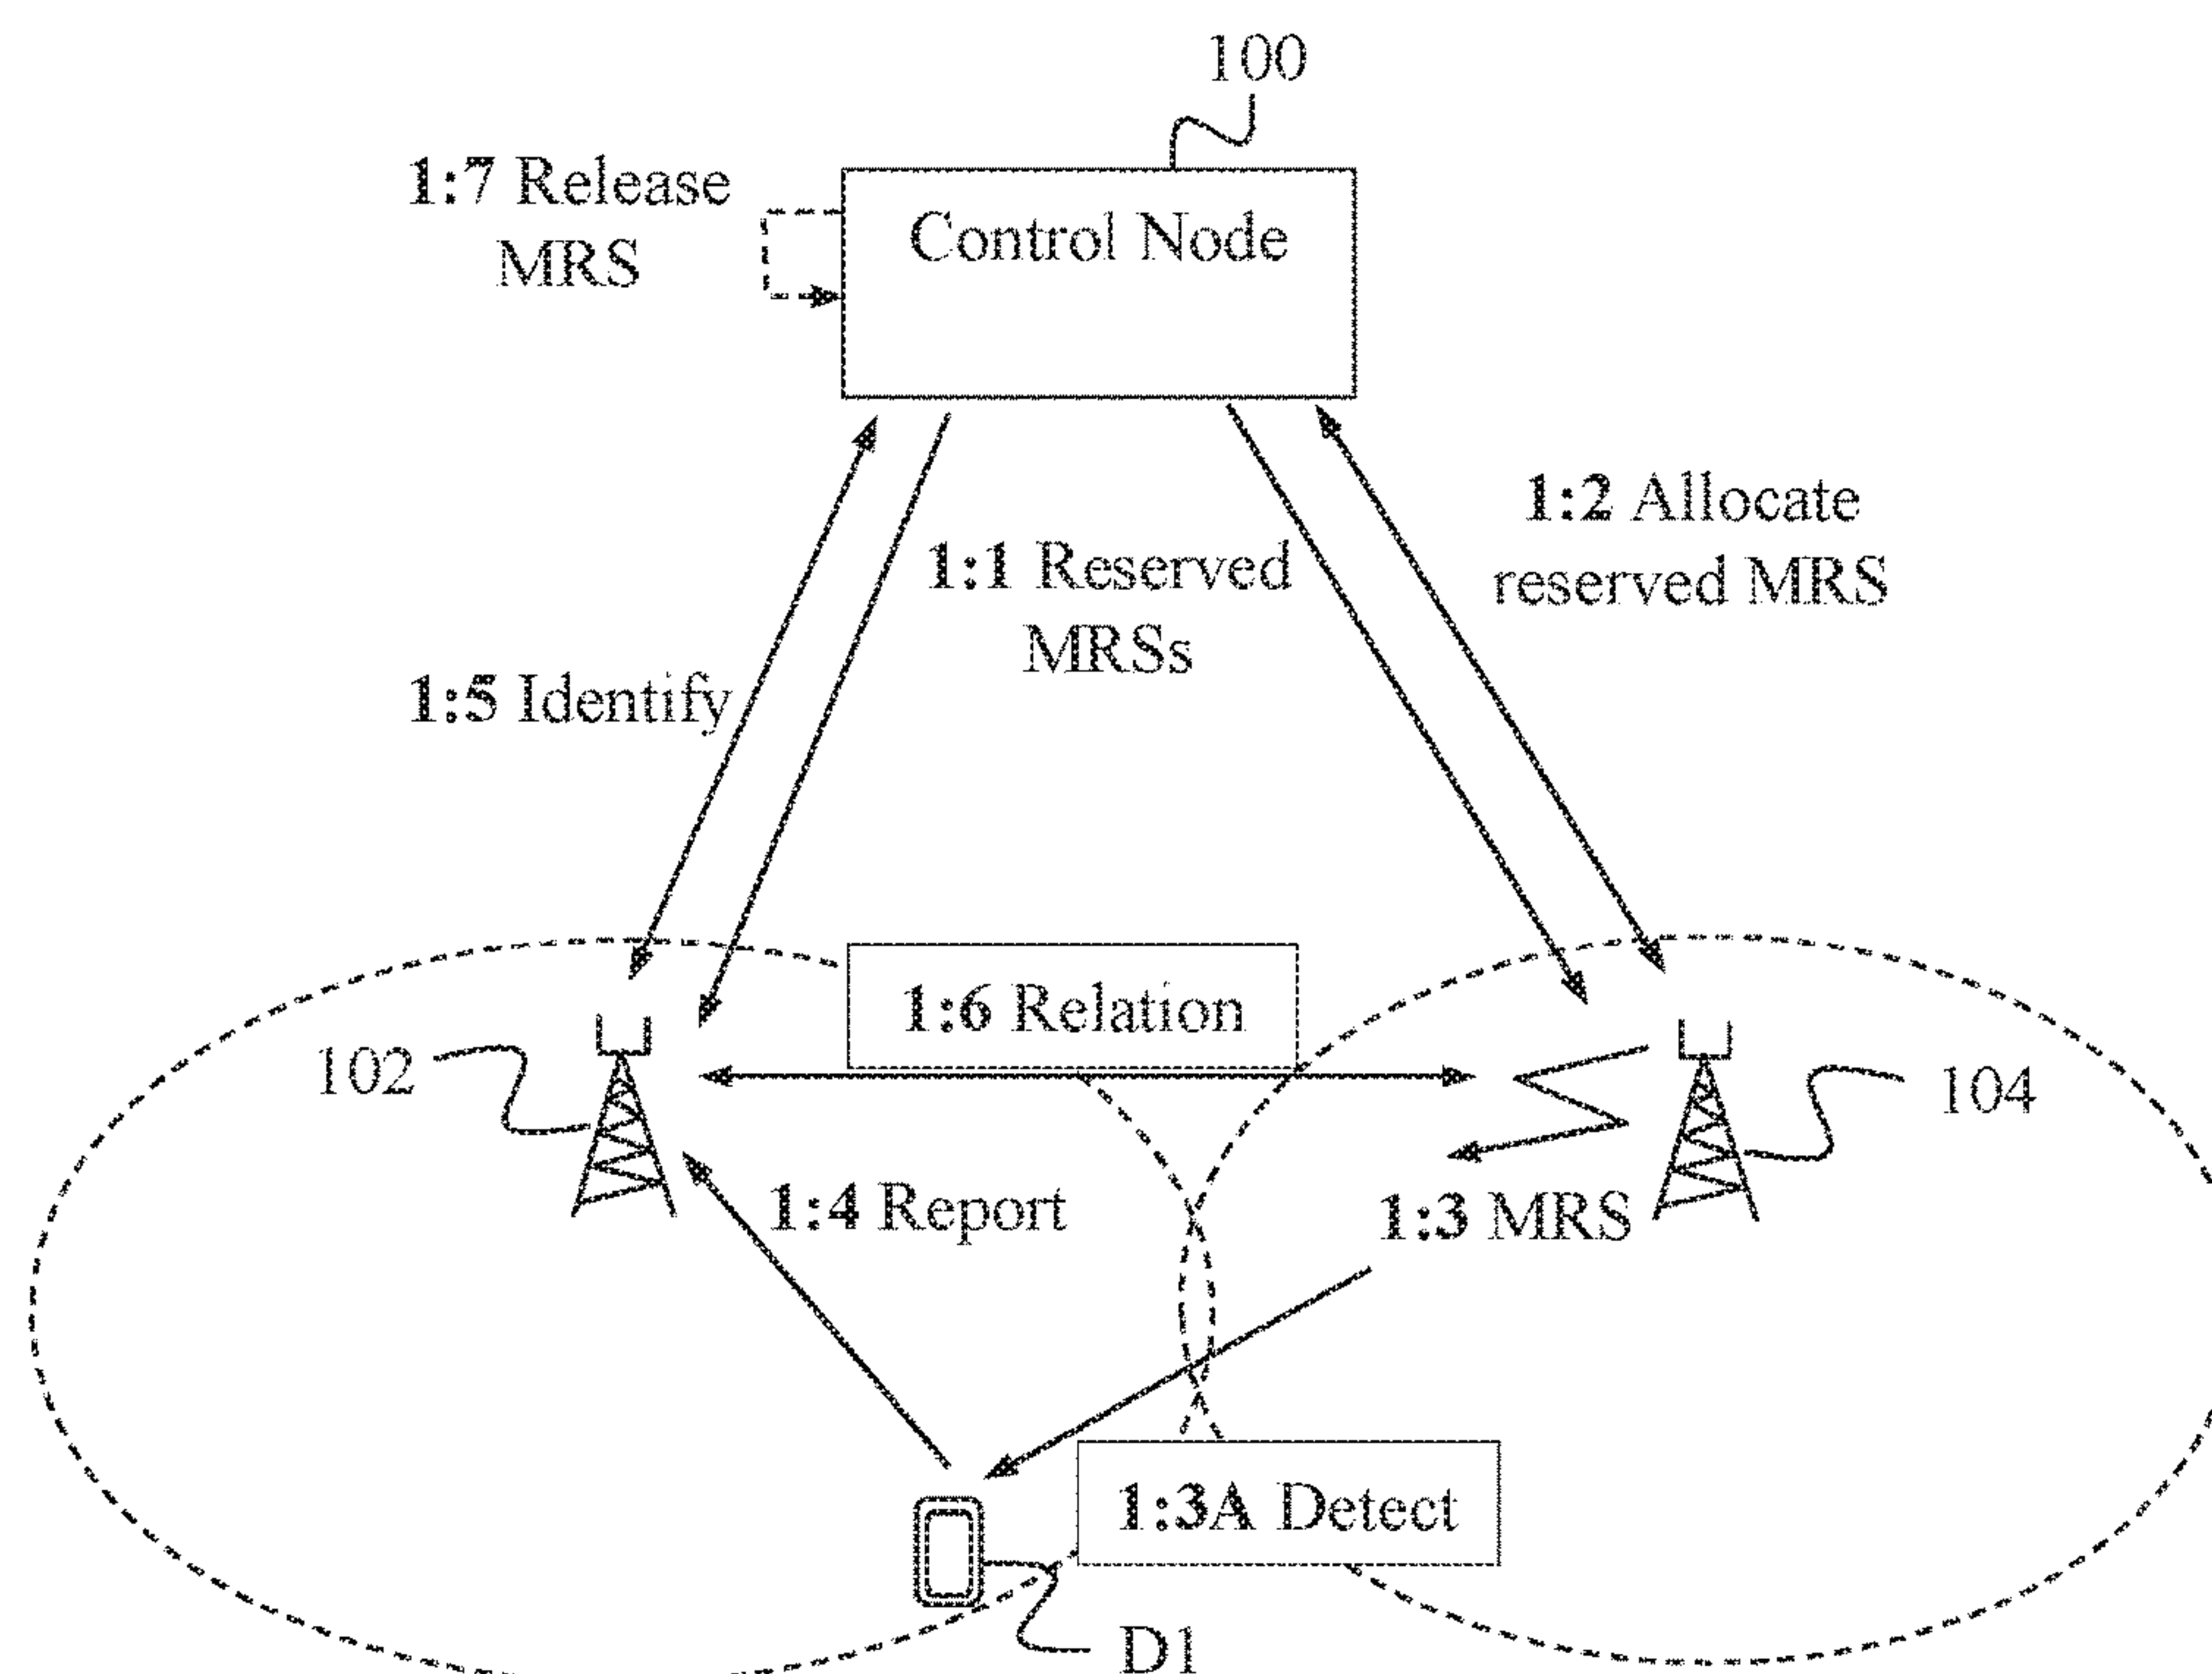 100
1:7 Release
MRS
Control Node
1:2 Allocate
reserved MRS
1:1 Reserved
MRSs
1:5 Identify
1:6 Relation
102
104
1:4 Report
1:3 MRS
1:3A Detect
D1